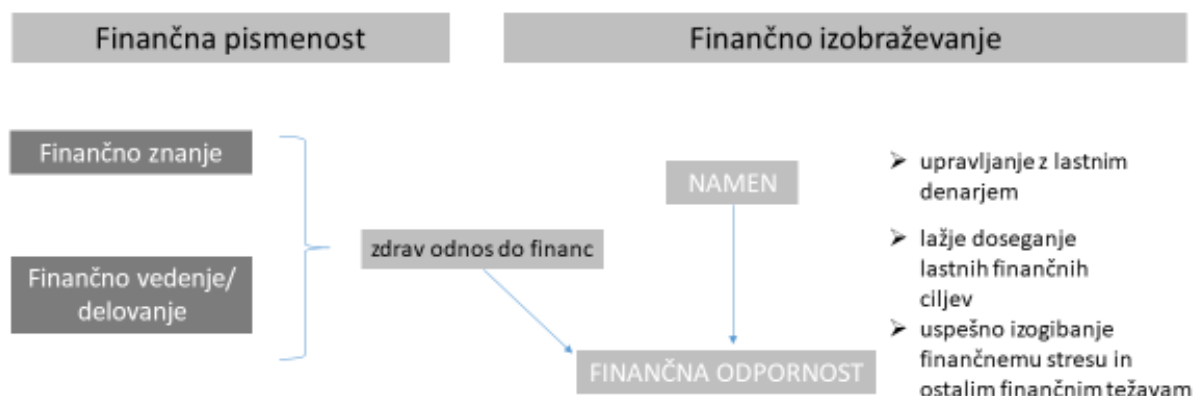 Finančna pismenost
Finančno izobraževanje
Finančno znanje
Finančno vedenje/
delovanje
zdrav odnos do financ
NAMEN
FINANČNA ODPORNOST
➢ upravljanje z lastnim
denarjem
➢ lažje doseganje
lastnih finančnih
ciljev
➢ uspešno izogibanje
finančnemu stresu in
ostalim finančnim težavam